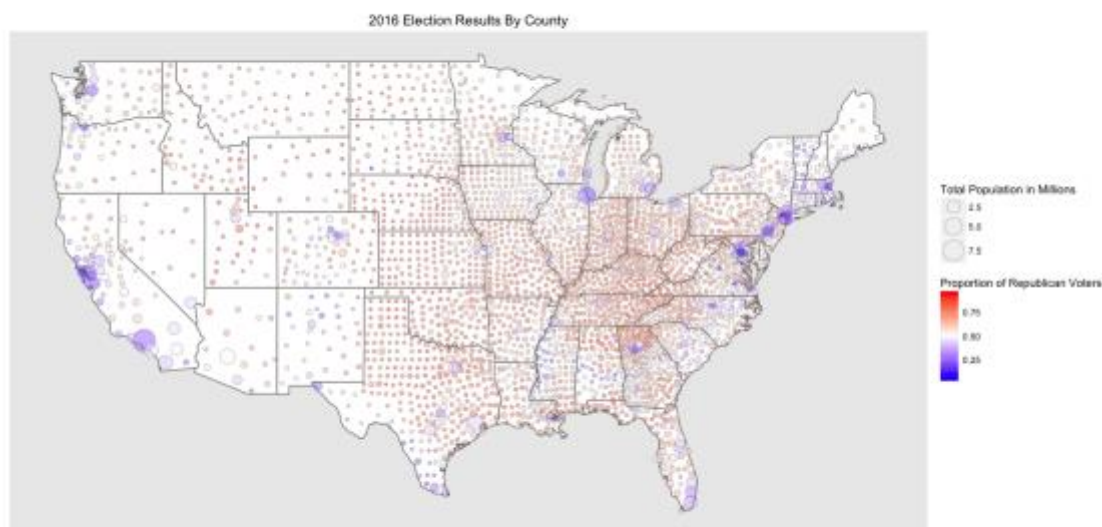 2016 Election Results By County
Total Population in Millions
2.5
5.0
7.5
Proportion of Republican Voters
0.75
0.50
0.25